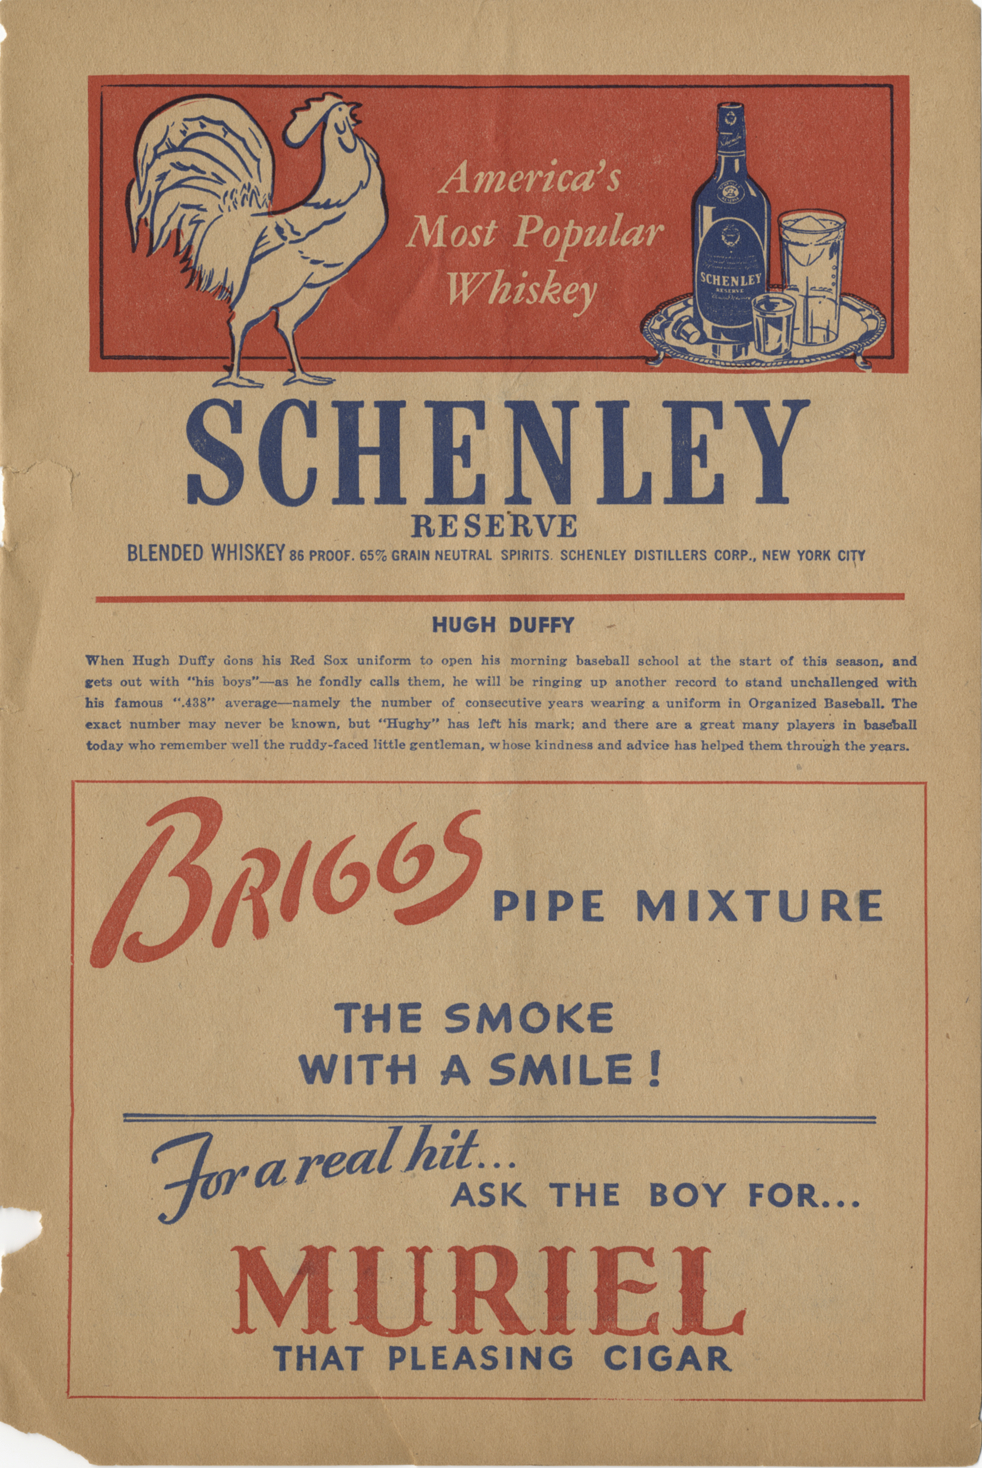 America's
Most Popular
Whiskey
SCHENLEY
RESERVE
SCHENLEY
RESERVE
BLENDED WHISKEY 86 PROOF. 65% GRAIN NEUTRAL SPIRITS. SCHENLEY DISTILLERS CORP., NEW YORK CITY
HUGH DUFFY
When Hugh Duffy dons his Red Sox uniform to open his morning baseball school at the start of this season, and
gets out with "his boys"—as he fondly calls them, he will be ringing up another record to stand unchallenged with
his famous ".438" average—namely the number of consecutive years wearing a uniform in Organized Baseball. The
exact number may never be known, but "Hughy" has left his mark; and there are a great many players in baseball
today who remember well the ruddy-faced little gentleman, whose kindness and advice has helped them through the years.
BRIGGS PIPE MIXTURE
THE SMOKE
WITH A SMILE!
For a real hit...
ASK THE BOY FOR...
MURIEL
THAT PLEASING CIGAR